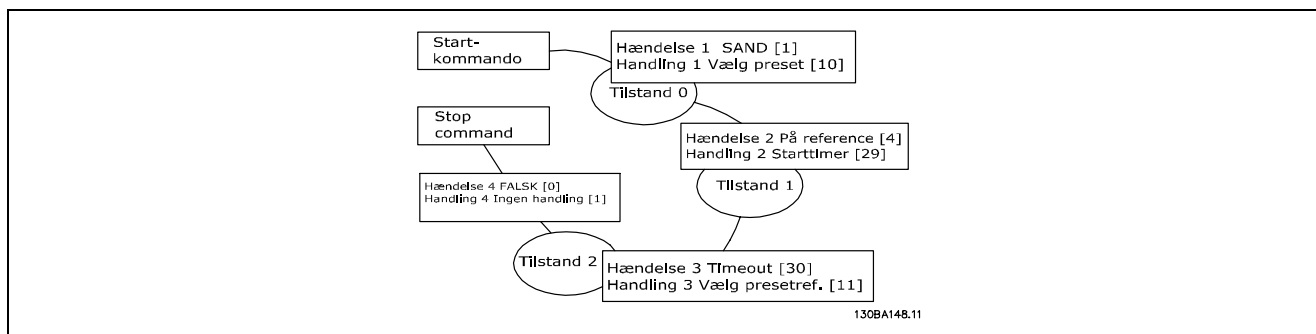 Start-
kommando
Hændelse 1 SAND [1]
Handling 1 Vælg preset [10]
Tilstand 0
Stop
command
Hændelse 2 På reference [4]
Handling 2 Starttimer [29]
Tilstand 1
Hændelse 4 FALSK [0]
Handling 4 Ingen handling [1]
Tilstand 2
Hændelse 3 Timeout [30]
Handling 3 Vælg presetref. [11]
130BA148.11